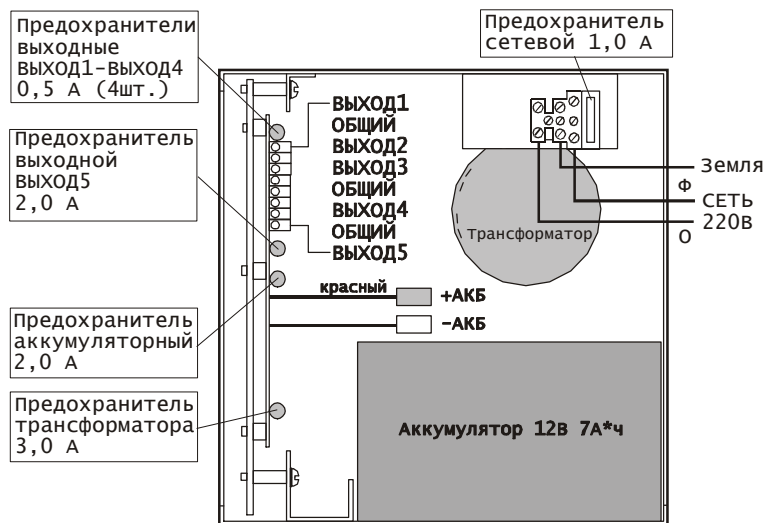 Предохранители
выходные
ВЫХОД1-ВЫХОД4
0,5 А (4шт.)
Предохранитель
сетевой 1,0 А
Предохранитель
выходной
ВЫХОД5
2,0 А
ВЫХОД1
ОБЩИЙ
ВЫХОД2
ВЫХОД3
ОБЩИЙ
ВЫХОД4
ОБЩИЙ
ВЫХОД5
Земля
Ф
СЕТЬ
220В
О
Трансформатор
красный
+АКБ
-АКБ
Предохранитель
аккумуляторный
2,0 А
Предохранитель
трансформатора
3,0 А
Аккумулятор 12В 7А*ч